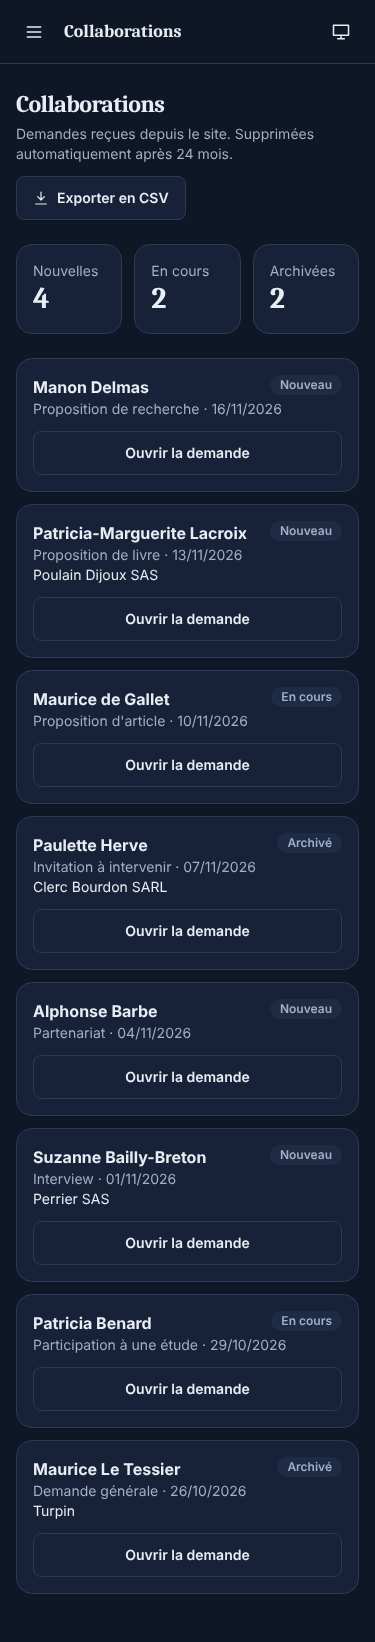 Collaborations
Collaborations
Demandes reçues depuis le site. Supprimées
automatiquement après 24 mois.
Exporter en CSV
Nouvelles
4
En cours
2
Archivées
2
Manon Delmas
Nouveau
Proposition de recherche · 16/11/2026
Ouvrir la demande
Patricia-Marguerite Lacroix
Nouveau
Proposition de livre · 13/11/2026
Poulain Dijoux SAS
Ouvrir la demande
Maurice de Gallet
En cours
Proposition d'article · 10/11/2026
Ouvrir la demande
Paulette Herve
Archivé
Invitation à intervenir · 07/11/2026
Clerc Bourdon SARL
Ouvrir la demande
Alphonse Barbe
Nouveau
Partenariat · 04/11/2026
Ouvrir la demande
Suzanne Bailly-Breton
Nouveau
Interview · 01/11/2026
Perrier SAS
Ouvrir la demande
Patricia Benard
En cours
Participation à une étude · 29/10/2026
Ouvrir la demande
Maurice Le Tessier
Archivé
Demande générale · 26/10/2026
Turpin
Ouvrir la demande